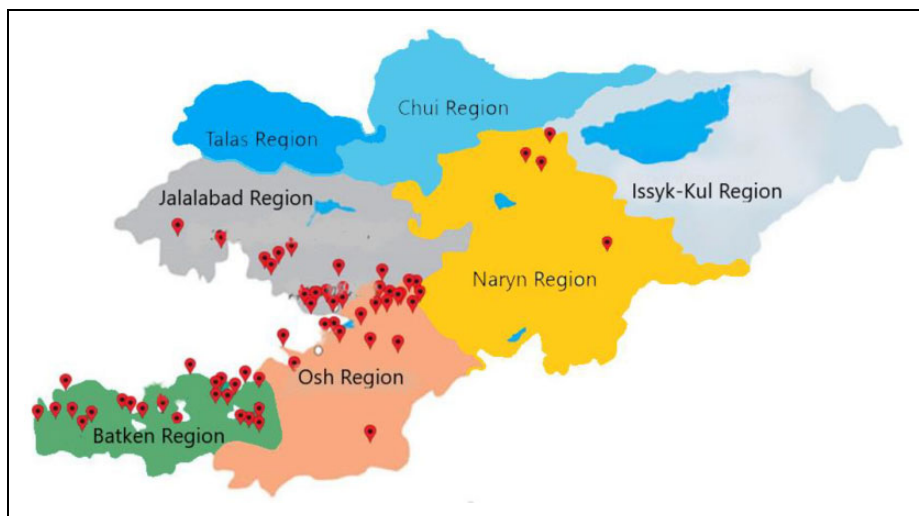 Chui Region
Talas Region
Jalalabad Region
Issyk-Kul Region
Naryn Region
Osh Region
Batken Region